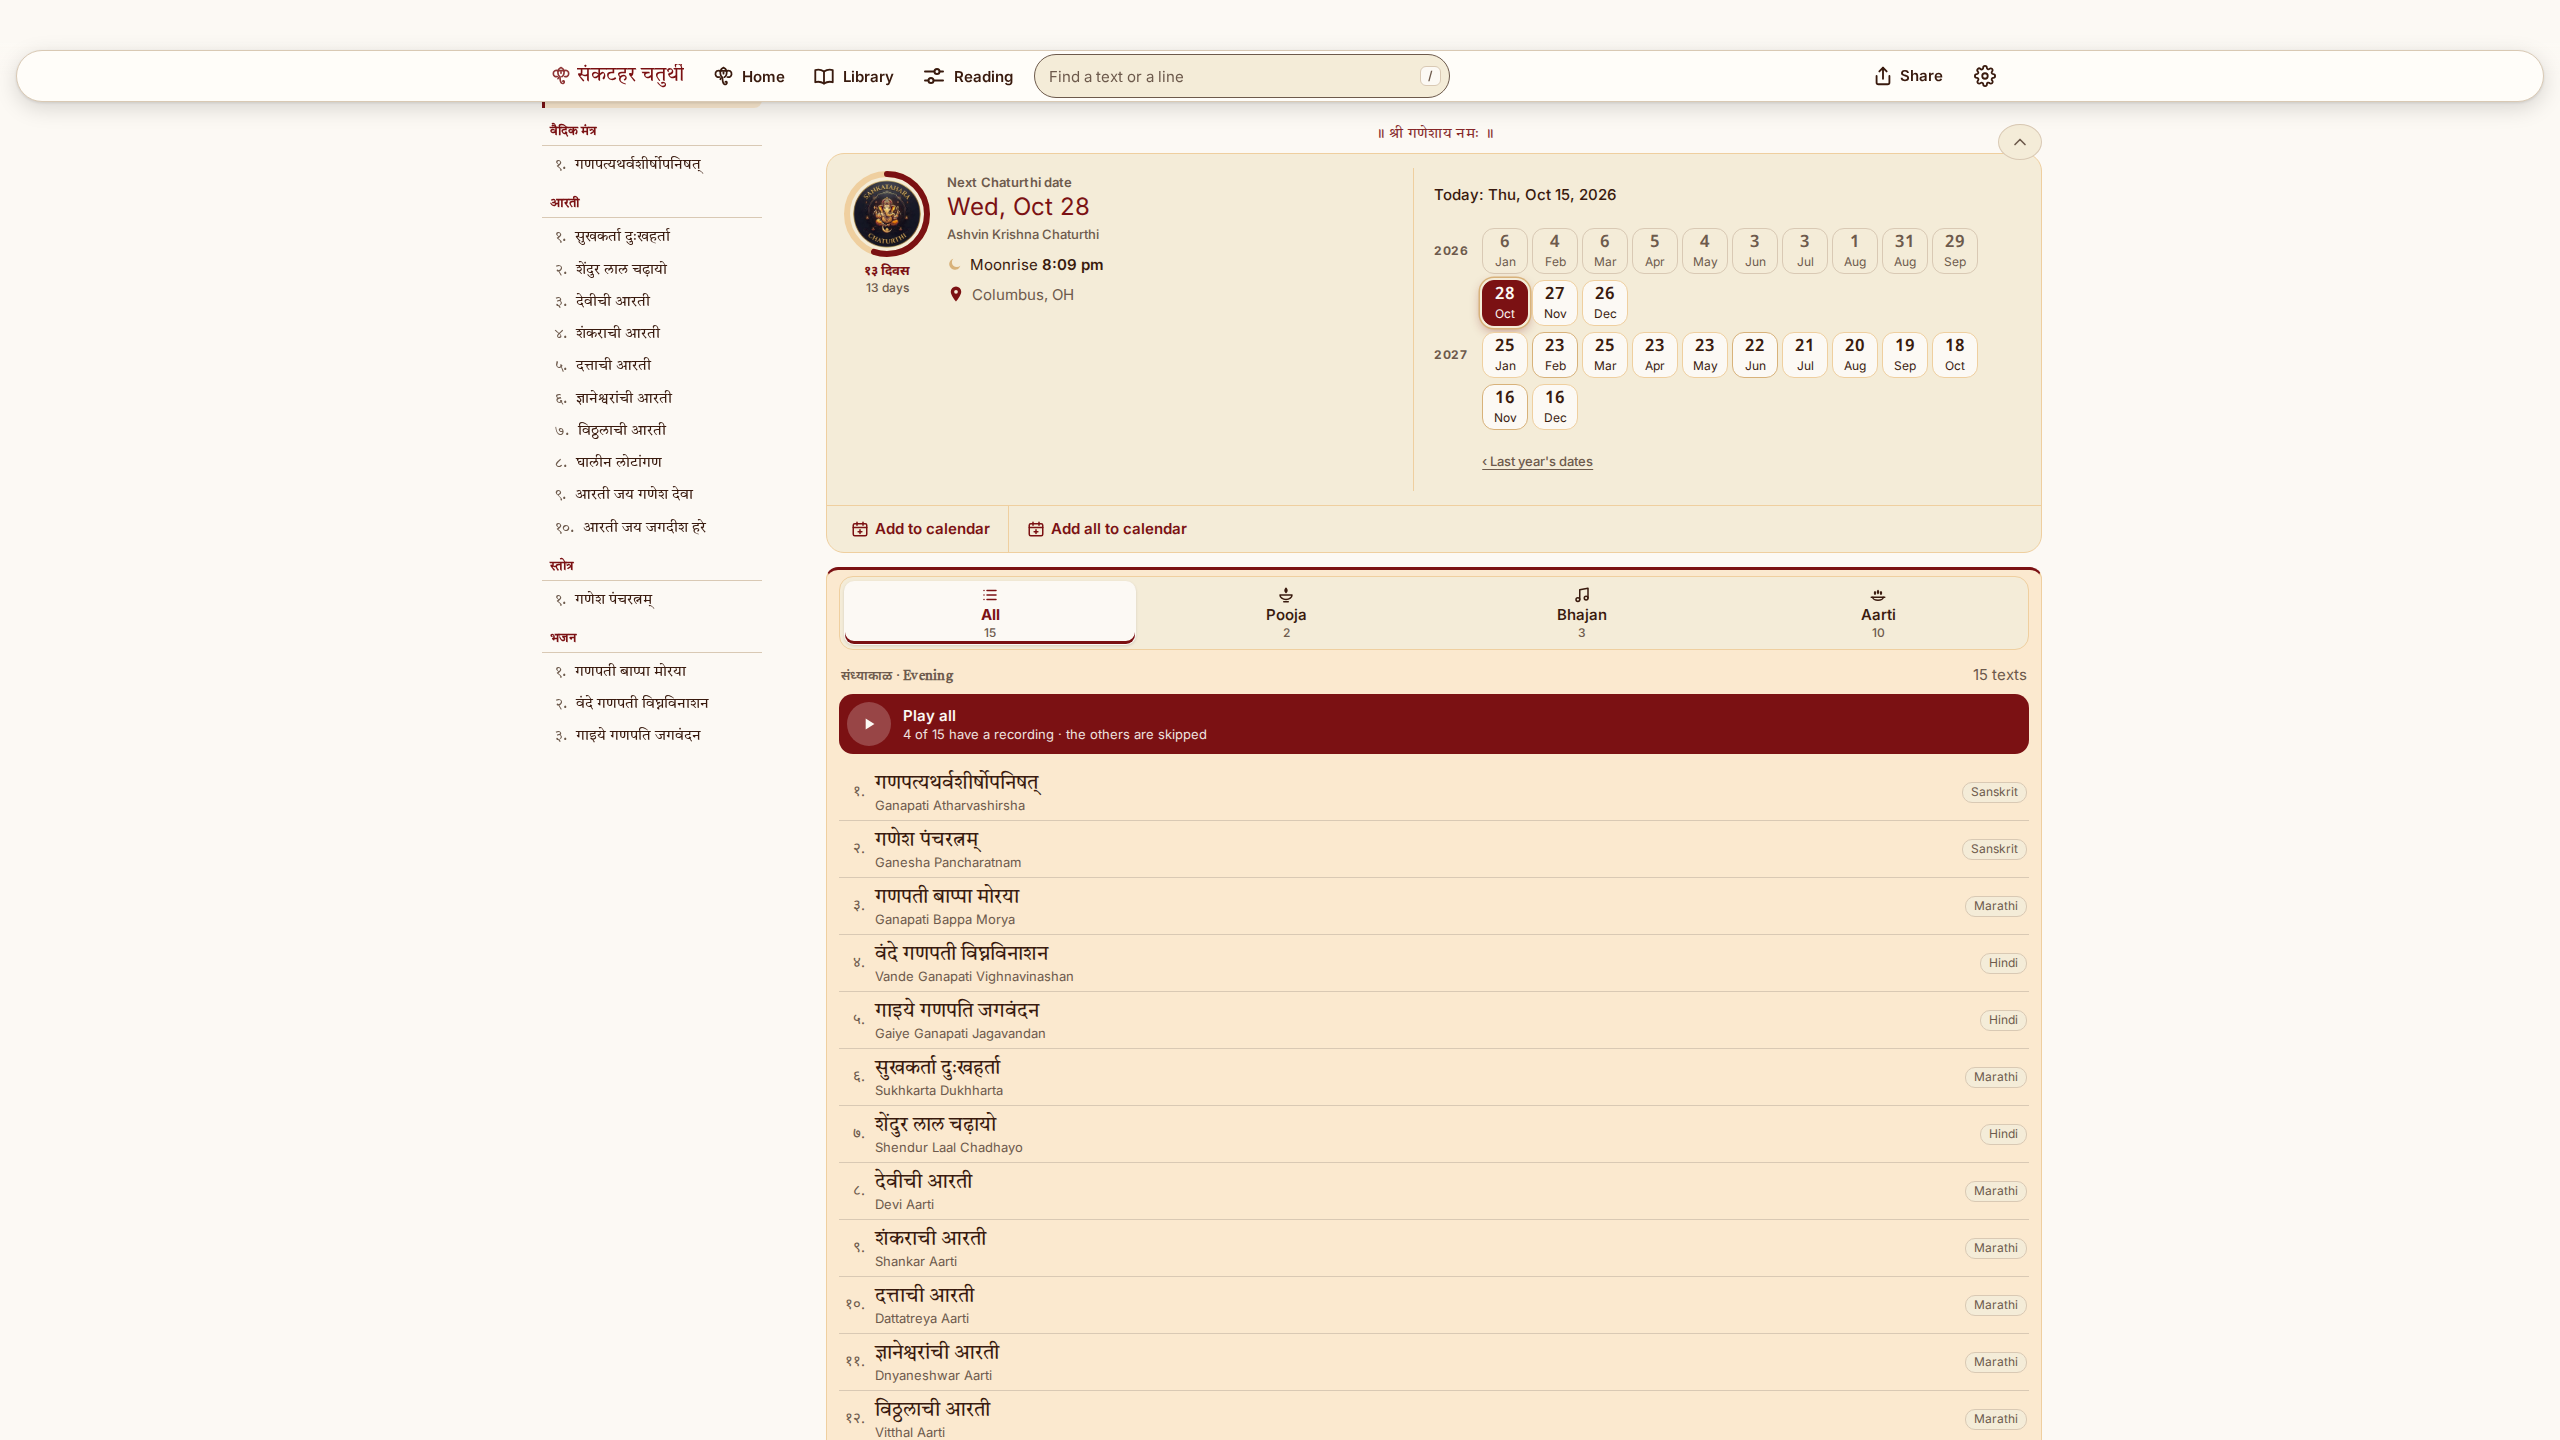 संकटहर चतुर्थी
Home
Library
Reading
Find a text or a line
/
Share
वैदिक मंत्र
१. गणपत्यथर्वशीर्षोपनिषत्
आरती
१. सुखकर्ता दुःखहर्ता
२. शेंदुर लाल चढ़ायो
३. देवीची आरती
४. शंकराची आरती
५. दत्ताची आरती
६. ज्ञानेश्वरांची आरती
७. विठ्ठलाची आरती
८. घालीन लोटांगण
९. आरती जय गणेश देवा
१०. आरती जय जगदीश हरे
स्तोत्र
१. गणेश पंचरत्नम्
भजन
१. गणपती बाप्पा मोरया
२. वंदे गणपती विघ्नविनाशन
३. गाइये गणपति जगवंदन
॥ श्री गणेशाय नमः ॥
SANKATAHARA
CHATURTHI
१३ दिवस
13 days
Next Chaturthi date
Wed, Oct 28
Ashvin Krishna Chaturthi
Moonrise 8:09 pm
Columbus, OH
Today: Thu, Oct 15, 2026
2026
6 Jan
4 Feb
6 Mar
5 Apr
4 May
3 Jun
3 Jul
1 Aug
31 Aug
29 Sep
28 Oct
27 Nov
26 Dec
2027
25 Jan
23 Feb
25 Mar
23 Apr
23 May
22 Jun
21 Jul
20 Aug
19 Sep
18 Oct
16 Nov
16 Dec
‹ Last year's dates
Add to calendar
Add all to calendar
All
15
Pooja
2
Bhajan
3
Aarti
10
संध्याकाळ · Evening
15 texts
Play all
4 of 15 have a recording · the others are skipped
१. गणपत्यथर्वशीर्षोपनिषत्
Ganapati Atharvashirsha
Sanskrit
२. गणेश पंचरत्नम्
Ganesha Pancharatnam
Sanskrit
३. गणपती बाप्पा मोरया
Ganapati Bappa Morya
Marathi
४. वंदे गणपती विघ्नविनाशन
Vande Ganapati Vighnavinashan
Hindi
५. गाइये गणपति जगवंदन
Gaiye Ganapati Jagavandan
Hindi
६. सुखकर्ता दुःखहर्ता
Sukhkarta Dukhharta
Marathi
७. शेंदुर लाल चढ़ायो
Shendur Laal Chadhayo
Hindi
८. देवीची आरती
Devi Aarti
Marathi
९. शंकराची आरती
Shankar Aarti
Marathi
१०. दत्ताची आरती
Dattatreya Aarti
Marathi
११. ज्ञानेश्वरांची आरती
Dnyaneshwar Aarti
Marathi
१२. विठ्ठलाची आरती
Vitthal Aarti
Marathi